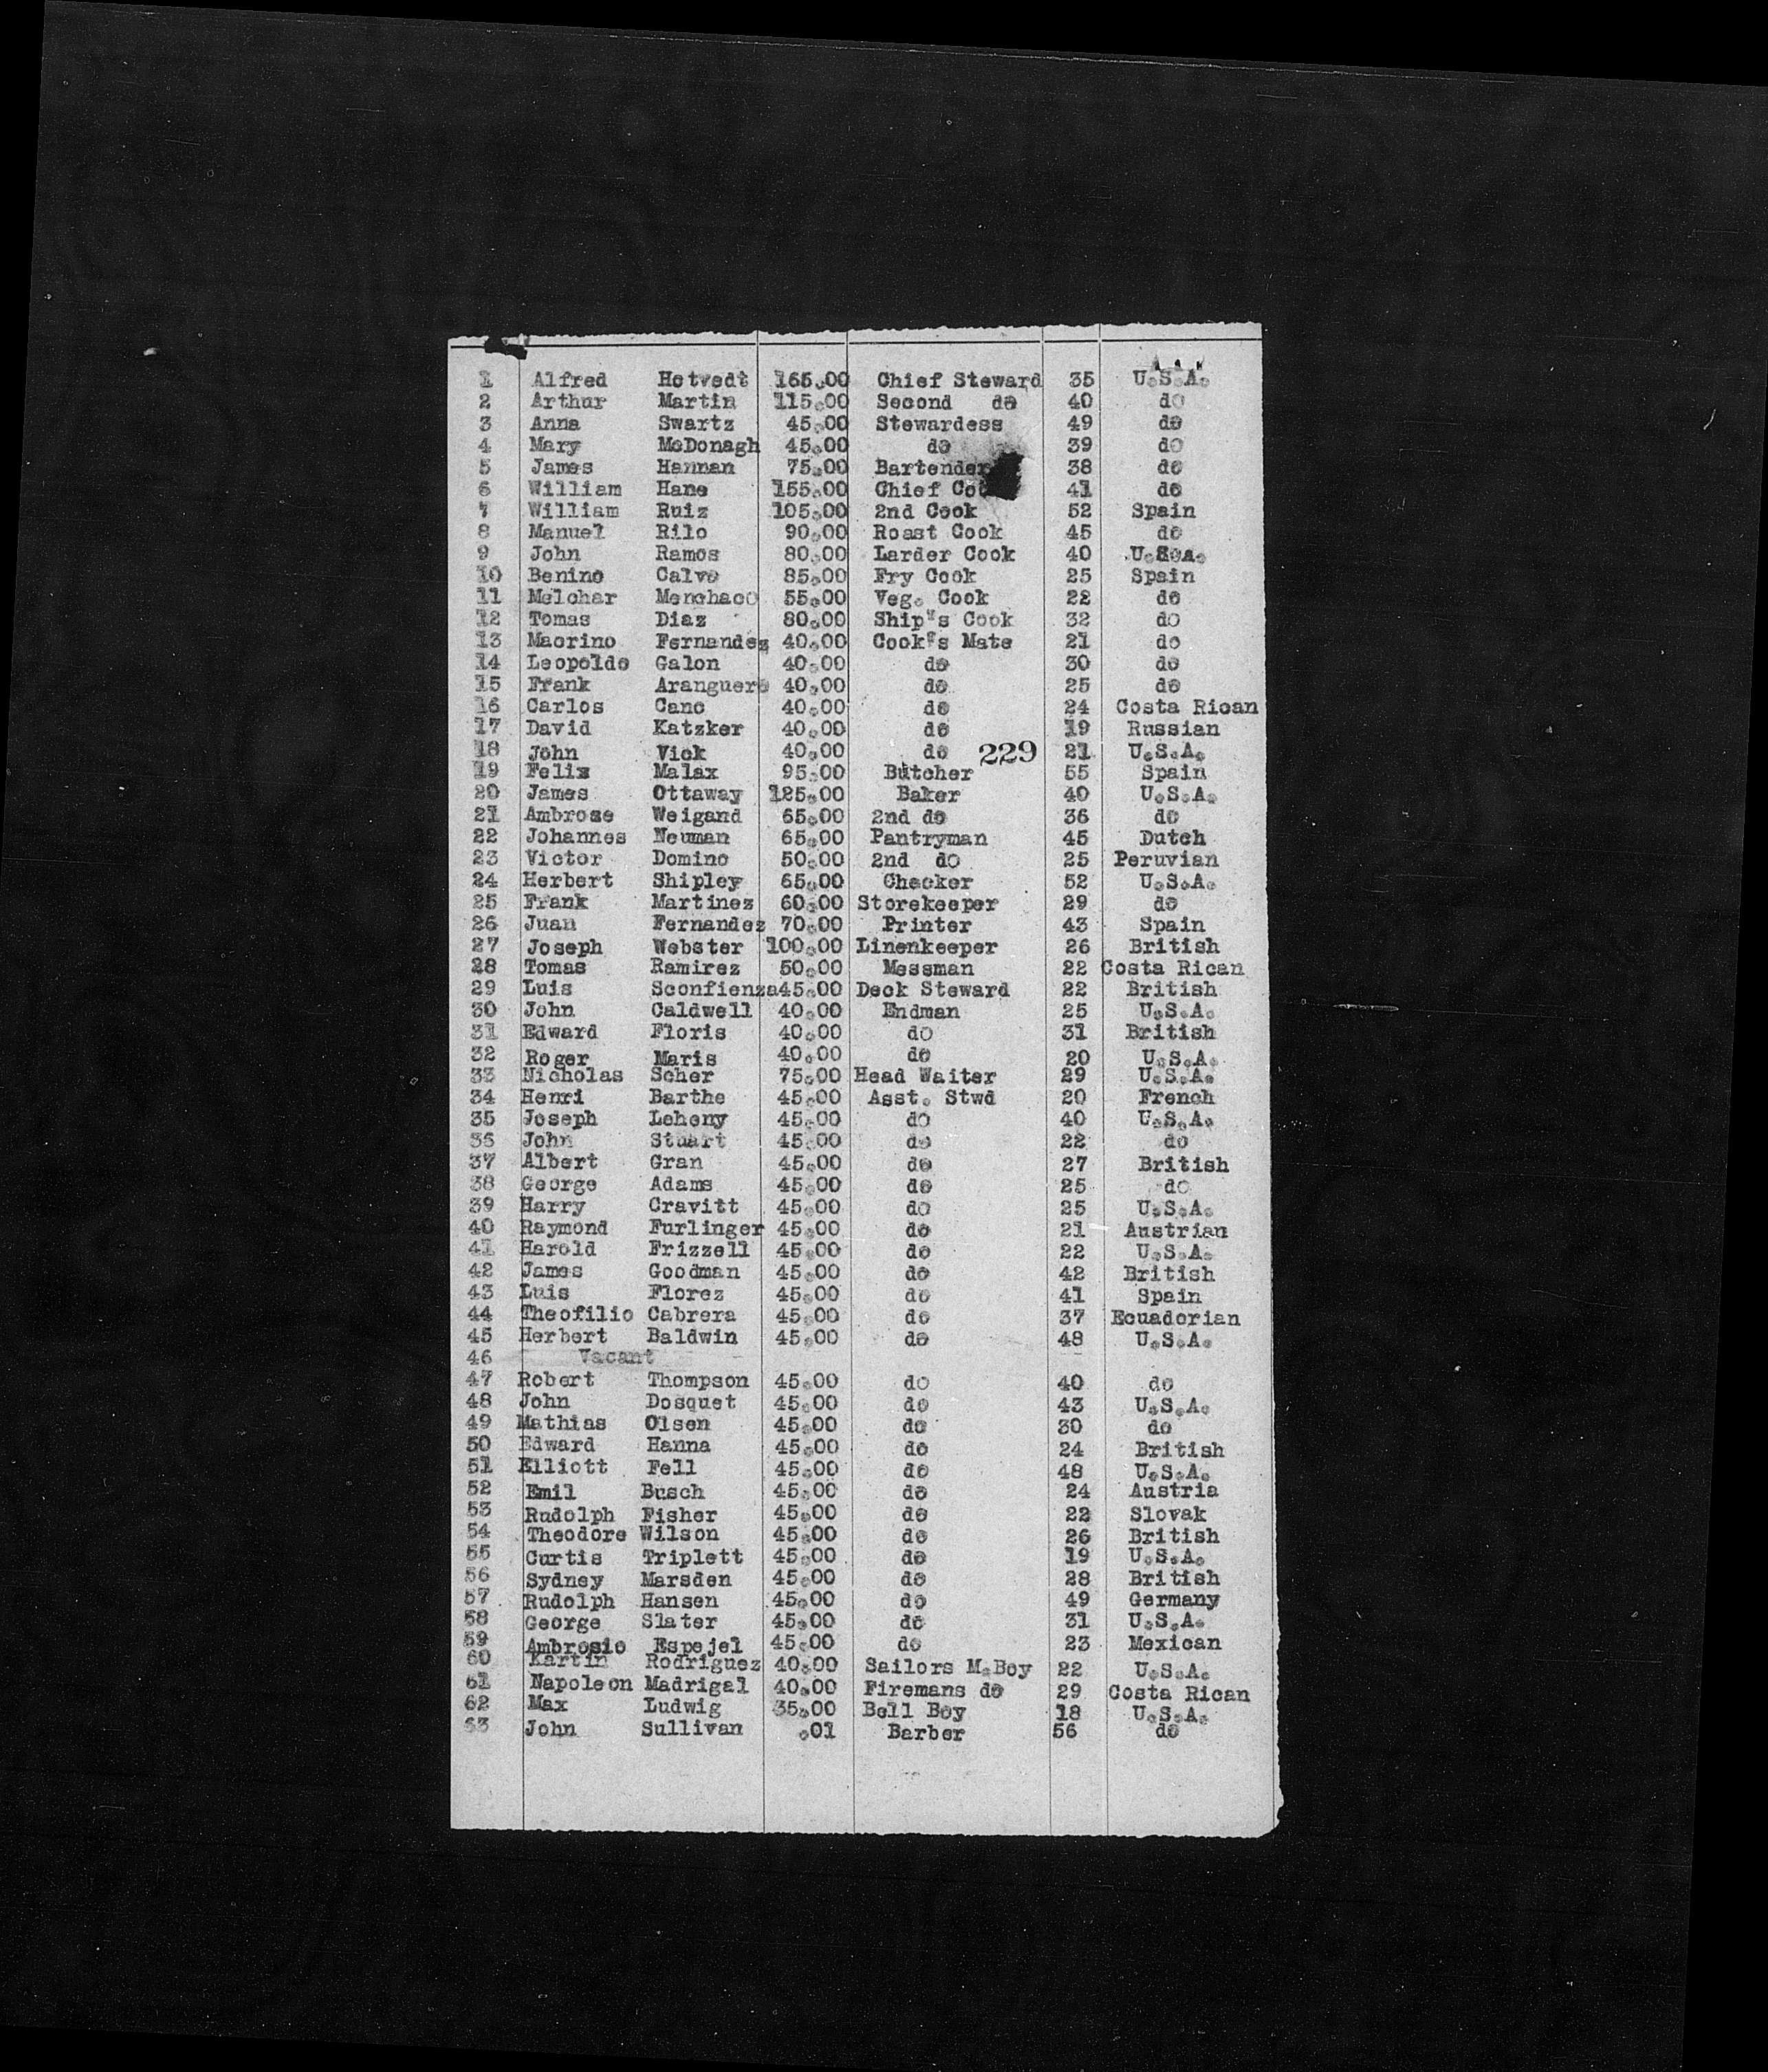 1 Alfred Hetvedt 165.00 Chief Steward 35 U.S.A.
2 Arthur Martin 115.00 Second do 40 do
3 Anna Swartz 45.00 Stewardess 49 do
4 Mary McDonagh 45.00 do 39 do
5 James Hannan 75.00 Bartender 38 do
6 William Hane 155.00 Chief 41 do
7 William Ruiz 105.00 2nd Cook 52 Spain
8 Manuel Rilo 90.00 Roast Cook 45 do
9 John Ramos 80.00 Larder Cook 40 U.S.A.
10 Benino Calvo 85.00 Fry Cook 25 Spain
11 Melchar Menchaco 55.00 Veg. Cook 22 do
12 Tomas Diaz 80.00 Ship's Cook 32 do
13 Macrino Fernandez 40.00 Cook's Mate 21 do
14 Leopoldo Galon 40.00 do 30 do
15 Frank Aranguero 40.00 do 25 do
16 Carlos Cano 40.00 do 24 Costa Rican
17 David Katzker 40.00 do 19 Russian
18 John Vick 40.00 do 229 21 U.S.A.
19 Felix Malax 95.00 Butcher 55 Spain
20 James Ottaway 125.00 Baker 40 U.S.A.
21 Ambrose Weigand 65.00 2nd do 36 do
22 Johannes Neuman 65.00 Pantryman 45 Dutch
23 Victor Domino 50.00 2nd do 25 Peruvian
24 Herbert Shipley 65.00 Checker 52 U.S.A.
25 Frank Martinez 60.00 Storekeeper 29 do
26 Juan Fernandez 70.00 Printer 43 Spain
27 Joseph Webster 100.00 Linenkeeper 26 British
28 Tomas Ramirez 50.00 Messman 22 Costa Rican
29 Luis Sconfienza 45.00 Deck Steward 22 British
30 John Caldwell 40.00 Endman 25 U.S.A.
31 Edward Floris 40.00 do 31 British
32 Roger Maris 40.00 do 20 U.S.A.
33 Nicholas Scher 75.00 Head Waiter 29 U.S.A.
34 Henri Barthe 45.00 Asst. Stwd 20 French
35 Joseph Leheny 45.00 do 40 U.S.A.
36 John Stuart 45.00 do 22 do
37 Albert Gran 45.00 do 27 British
38 George Adams 45.00 do 25 do
39 Harry Cravitt 45.00 do 25 U.S.A.
40 Raymond Furlinger 45.00 do 21 Austrian
41 Harold Frizzell 45.00 do 22 U.S.A.
42 James Goodman 45.00 do 42 British
43 Luis Florez 45.00 do 41 Spain
44 Theofilio Cabrera 45.00 do 37 Ecuadorian
45 Herbert Baldwin 45.00 do 48 U.S.A.
46 Vacant
47 Robert Thompson 45.00 do 40 do
48 John Dosquet 45.00 do 43 U.S.A.
49 Mathias Olsen 45.00 do 30 do
50 Edward Hanna 45.00 do 24 British
51 Elliott Fell 45.00 do 48 U.S.A.
52 Emil Busch 45.00 do 24 Austria
53 Rudolph Fisher 45.00 do 22 Slovak
54 Theodore Wilson 45.00 do 26 British
55 Curtis Triplett 45.00 do 19 U.S.A.
56 Sydney Marsden 45.00 do 28 British
57 Rudolph Hansen 45.00 do 49 Germany
58 George Slater 45.00 do 31 U.S.A.
59 Ambrosio Espejel 45.00 do 23 Mexican
60 Martin Rodriguez 40.00 Sailors M.Boy 22 U.S.A.
61 Napoleon Madrigal 40.00 Firemans do 29 Costa Rican
62 Max Ludwig 35.00 Bell Boy 18 U.S.A.
63 John Sullivan .01 Barber 56 do